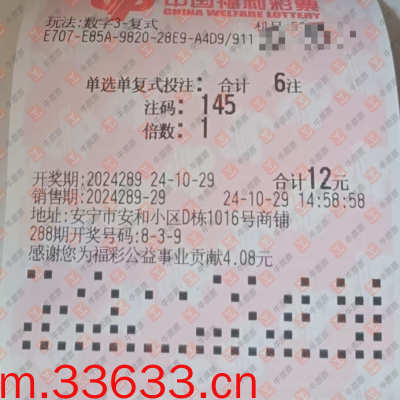 中国福利彩票
CHINA WELFARE LOTTERY
玩法:数字3-复式
E707-E85A-9820-28E9-A4D9/911
单选单复式投注: 合计 6注
注码: 145
倍数: 1
开奖期:2024289 24-10-29 合计12元
销售期:2024289-29 24-10-29 14:58:58
地址:安宁市安和小区D栋1016号商铺
288期开奖号码:8-3-9
感谢您为福彩公益事业贡献4.08元
m.33633.cn